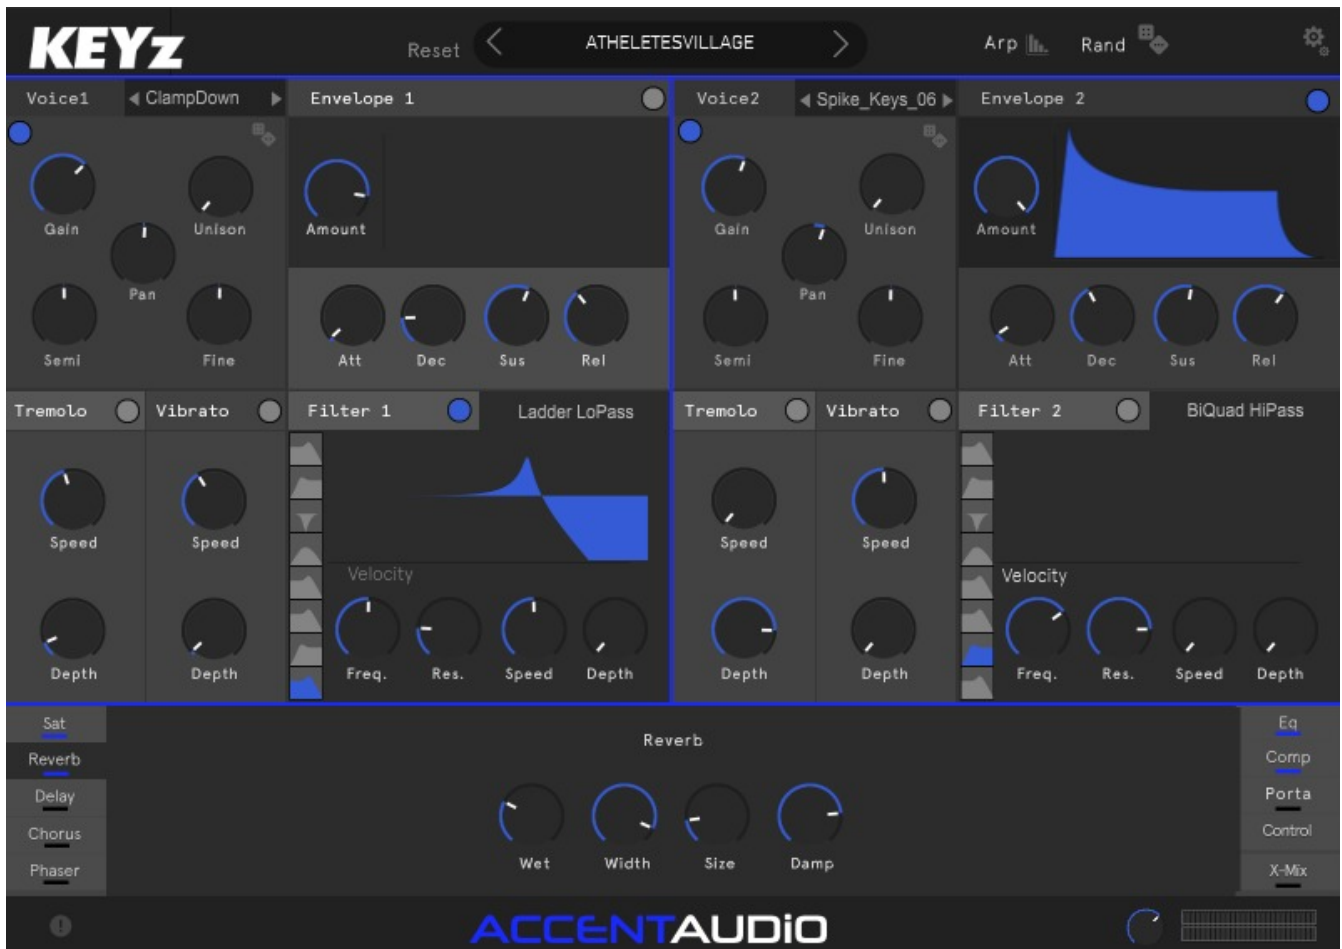 KEYz
Reset
ATHELETESVILLAGE
Arp
Rand
Voice1
ClampDown
Envelope 1
Voice2
Spike_Keys_06
Envelope 2
Gain
Unison
Amount
Gain
Unison
Amount
Pan
Pan
Semi
Fine
Att
Dec
Sus
Rel
Semi
Fine
Att
Dec
Sus
Rel
Tremolo
Vibrato
Filter 1
Ladder LoPass
Tremolo
Vibrato
Filter 2
BiQuad HiPass
Speed
Speed
Speed
Speed
Velocity
Velocity
Depth
Depth
Freq.
Res.
Speed
Depth
Depth
Depth
Freq.
Res.
Speed
Depth
Sat
Reverb
Delay
Chorus
Phaser
Reverb
Wet
Width
Size
Damp
Eq
Comp
Porta
Control
X-Mix
ACCENTAUDiO